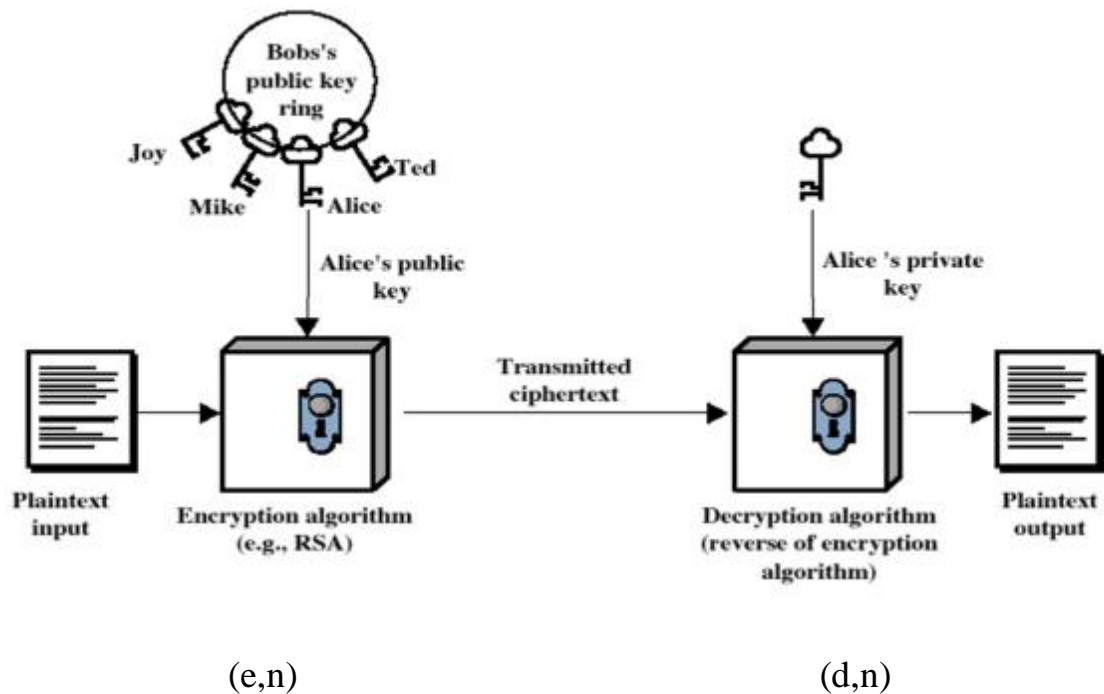 Bobs's
public key
ring
Joy
Ted
Mike
Alice
Alice's public
key
Alice 's private
key
Transmitted
ciphertext
Plaintext
input
Encryption algorithm
(e.g., RSA)
Decryption algorithm
(reverse of encryption
algorithm)
Plaintext
output
(e,n)
(d,n)